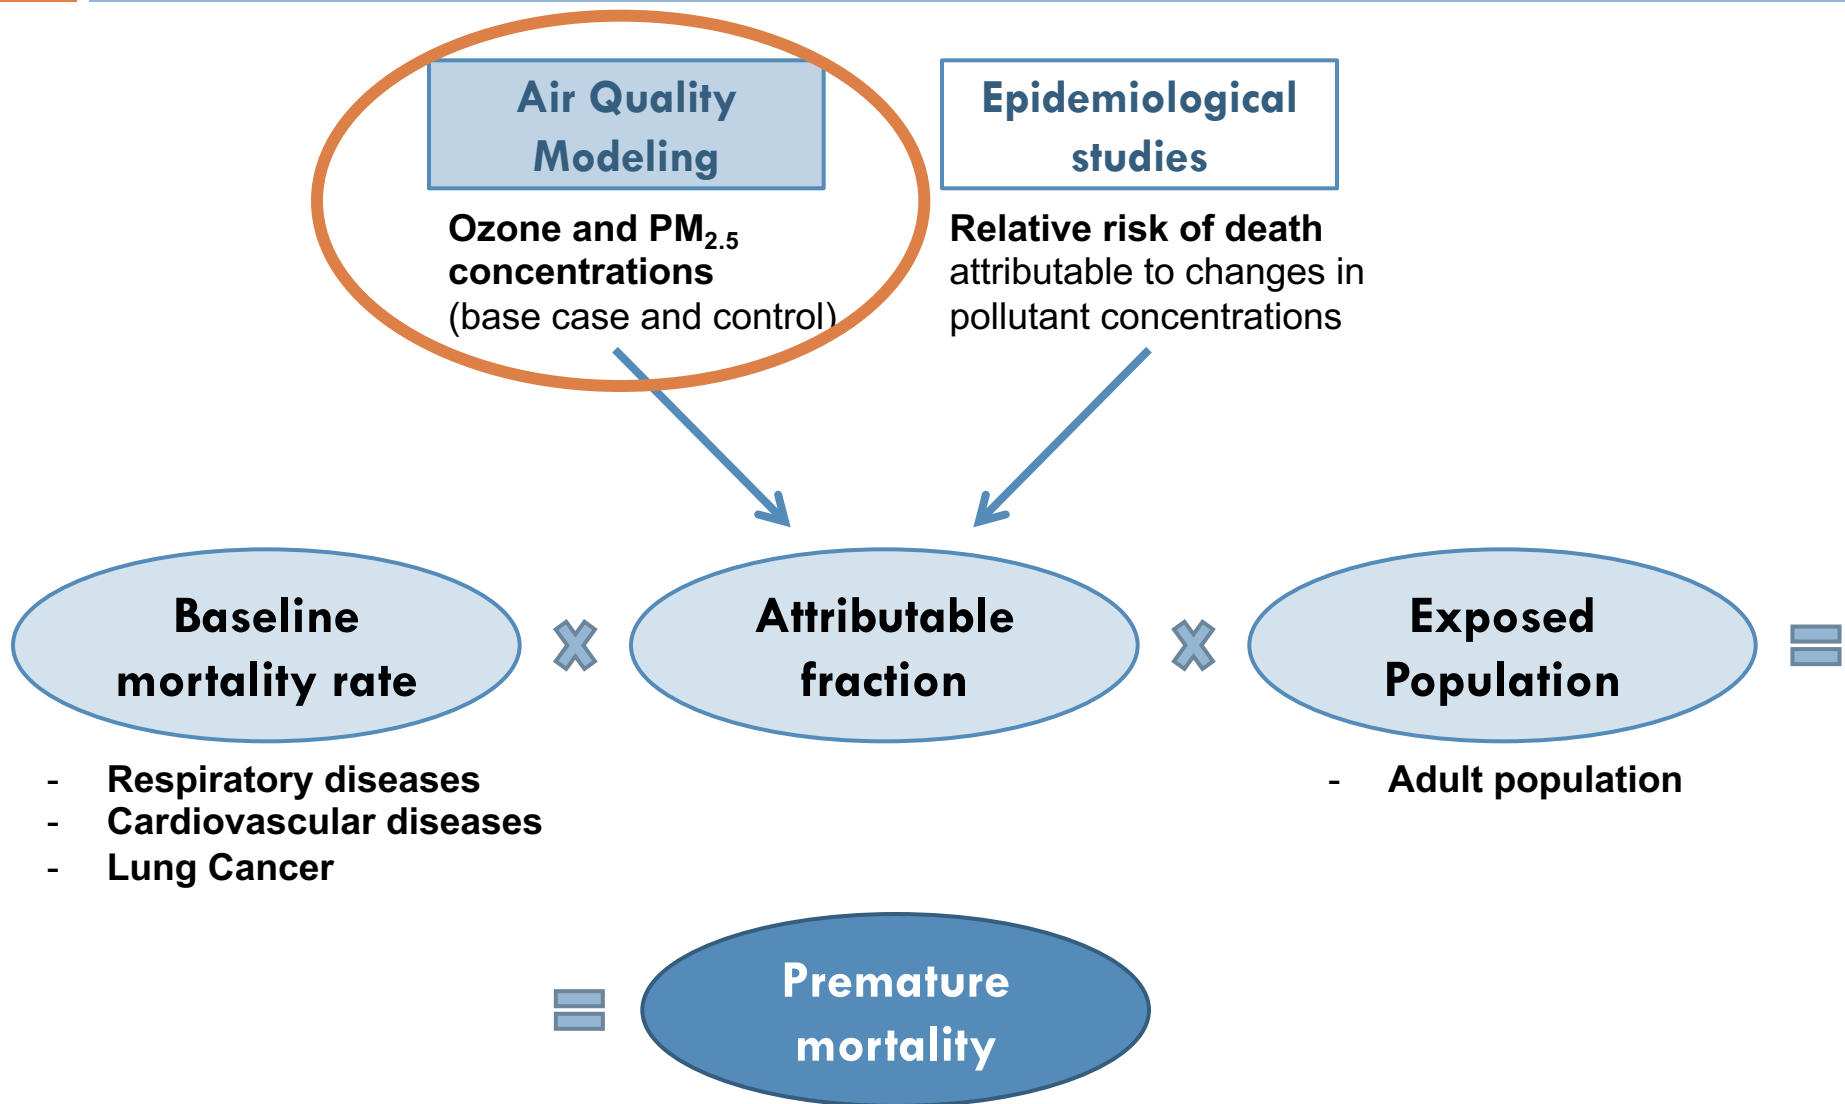 Air Quality
Modeling
Epidemiological
studies
Ozone and PM2.5
concentrations
(base case and control)
Relative risk of death
attributable to changes in
pollutant concentrations
Baseline
mortality rate
Attributable
fraction
Exposed
Population
- Respiratory diseases
- Cardiovascular diseases
- Lung Cancer
- Adult population
Premature
mortality